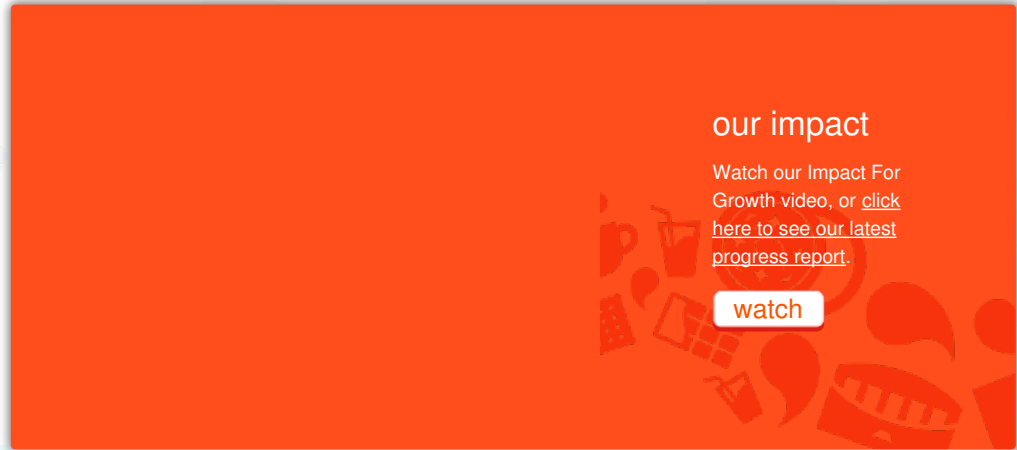 our impact
Watch our Impact For
Growth video, or click
here to see our latest
progress report.
watch